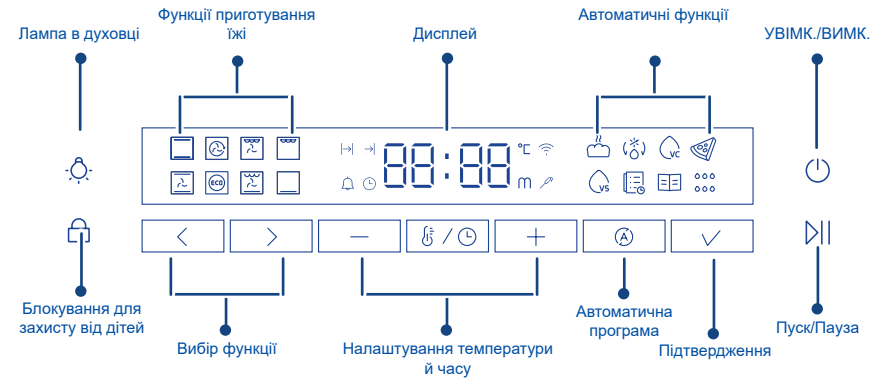 Функції приготування
їжі
Лампа в духовці
Дисплей
Автоматичні функції
УВІМК./ВИМК.
ECO
88:88
°C
m
VC
VS
A
Блокування для
захисту від дітей
Вибір функції
Налаштування температури
й часу
Автоматична
програма
Підтвердження
Пуск/Пауза